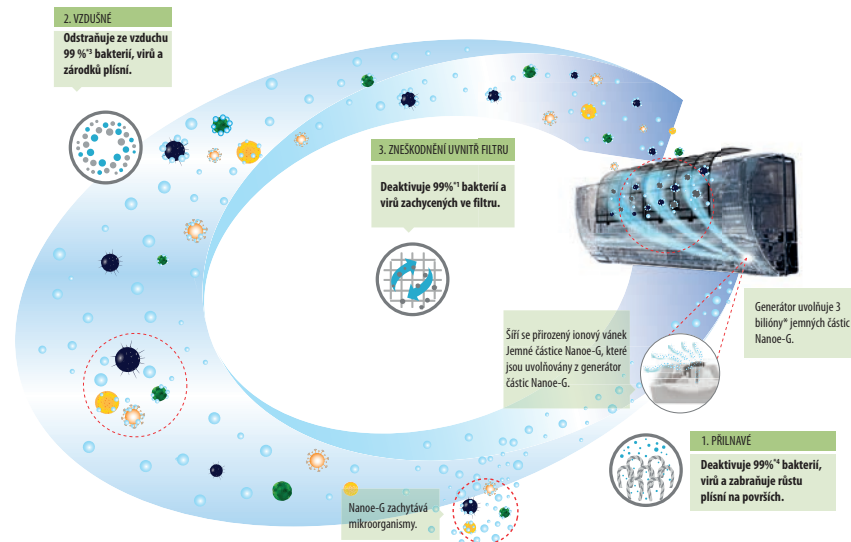 2. VZDUŠNÉ
Odstraňuje ze vzduchu
99 %*³ bakterií, virů a
zárodků plísní.
3. ZNEŠKODNĚNÍ UVNITŘ FILTRU
Deaktivuje 99%*¹ bakterií a
virů zachycených ve filtru.
Generátor uvolňuje 3
bilióny* jemných částic
Nanoe-G.
Šíří se přirozený ionový vánek
Jemné částice Nanoe-G, které
jsou uvolňovány z generátor
částic Nanoe-G.
1. PŘILNAVÉ
Deaktivuje 99%*⁴ bakterií,
virů a zabraňuje růstu
plísní na površích.
Nanoe-G zachytává
mikroorganismy.